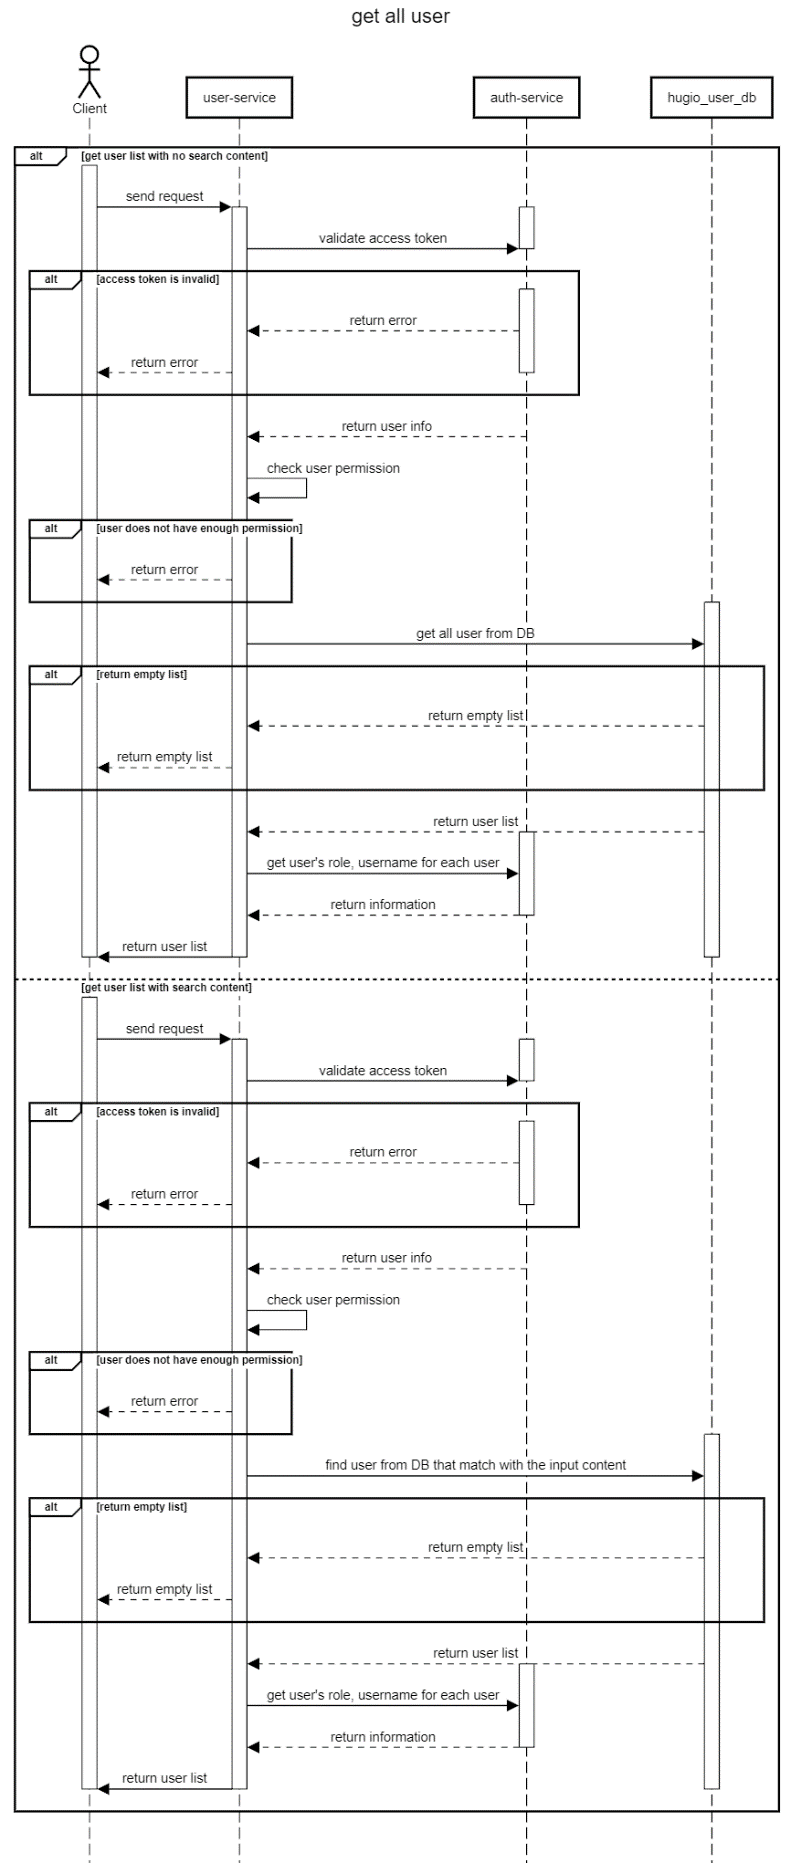 get all user
Client
user-service
auth-service
hugio_user_db
alt
[get user list with no search content]
send request
validate access token
alt
[access token is invalid]
return error
return error
return user info
check user permission
alt
[user does not have enough permission]
return error
get all user from DB
alt
[return empty list]
return empty list
return empty list
return user list
get user's role, username for each user
return information
return user list
[get user list with search content]
send request
validate access token
alt
[access token is invalid]
return error
return error
return user info
check user permission
alt
[user does not have enough permission]
return error
find user from DB that match with the input content
alt
[return empty list]
return empty list
return empty list
return user list
get user's role, username for each user
return information
return user list